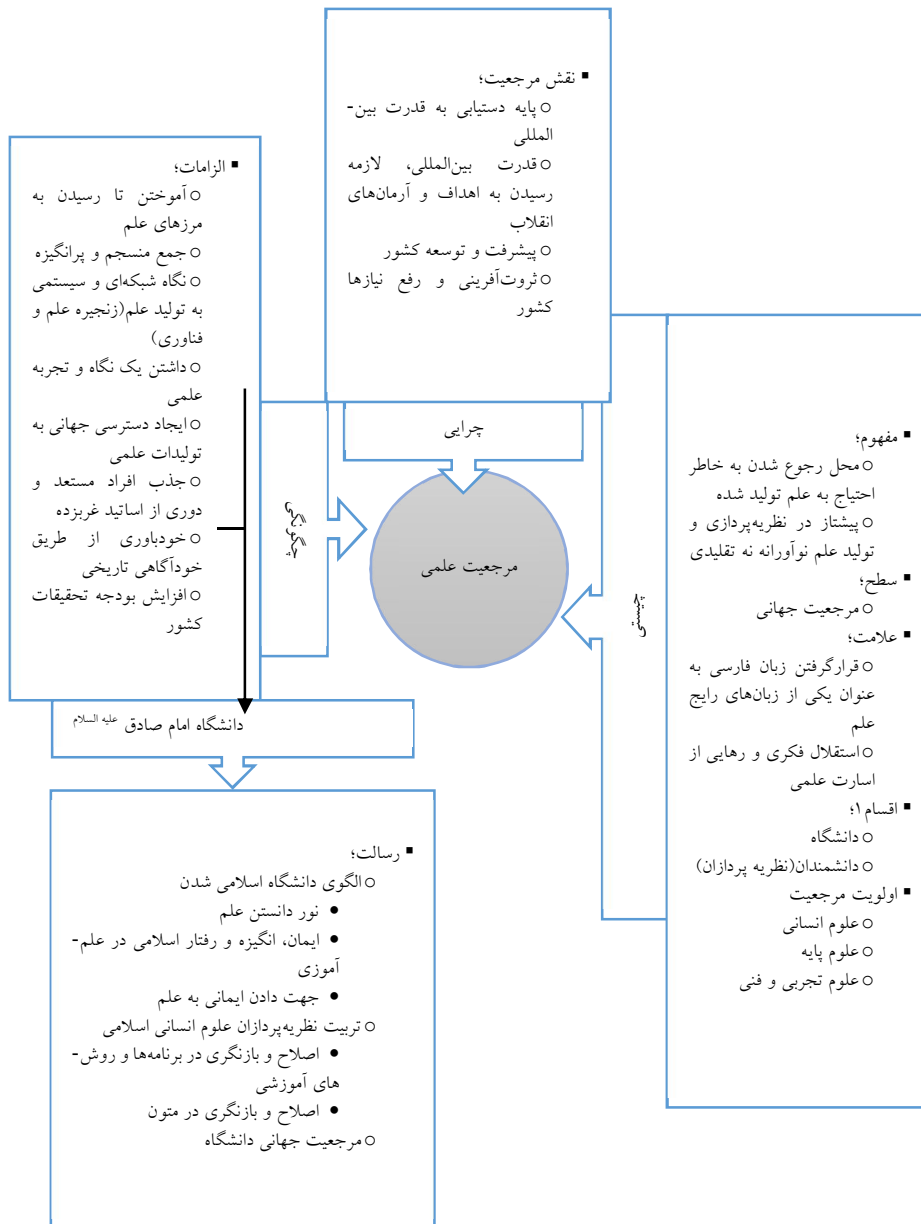 ▪ نقش مرجعیت؛
○ پایه دستیابی به قدرت بین-
المللی
○ قدرت بین‌المللی، لازمه
رسیدن به اهداف و آرمان‌های
انقلاب
○ پیشرفت و توسعه کشور
○ ثروت‌آفرینی و رفع نیازها
کشور
چرایی
▪ الزامات؛
○ آموختن تا رسیدن به
مرزهای علم
○ جمع منسجم و پرانگیزه
○ نگاه شبکه‌ای و سیستمی
به تولید علم(زنجیره علم و
فناوری)
○ داشتن یک نگاه و تجربه
علمی
○ ایجاد دسترسی جهانی به
تولیدات علمی
○ جذب افراد مستعد و
دوری از اساتید غربزده
○ خودباوری از طریق
خودآگاهی تاریخی
○ افزایش بودجه تحقیقات
کشور
چگونگی
مرجعیت علمی
چیستی
▪ مفهوم؛
○ محل رجوع شدن به خاطر
احتیاج به علم تولید شده
○ پیشتاز در نظریه‌پردازی و
تولید علم نوآورانه نه تقلیدی
▪ سطح؛
○ مرجعیت جهانی
▪ علامت؛
○ قرارگرفتن زبان فارسی به
عنوان یکی از زبان‌های رایج
علم
○ استقلال فکری و رهایی از
اسارت علمی
▪ اقسام۱؛
○ دانشگاه
○ دانشمندان(نظریه پردازان)
▪ اولویت مرجعیت
○ علوم انسانی
○ علوم پایه
○ علوم تجربی و فنی
دانشگاه امام صادق علیه السلام
▪ رسالت؛
○ الگوی دانشگاه اسلامی شدن
● نور دانستن علم
● ایمان، انگیزه و رفتار اسلامی در علم-
آموزی
● جهت دادن ایمانی به علم
○ تربیت نظریه‌پردازان علوم انسانی اسلامی
● اصلاح و بازنگری در برنامه‌ها و روش-
های آموزشی
● اصلاح و بازنگری در متون
○ مرجعیت جهانی دانشگاه